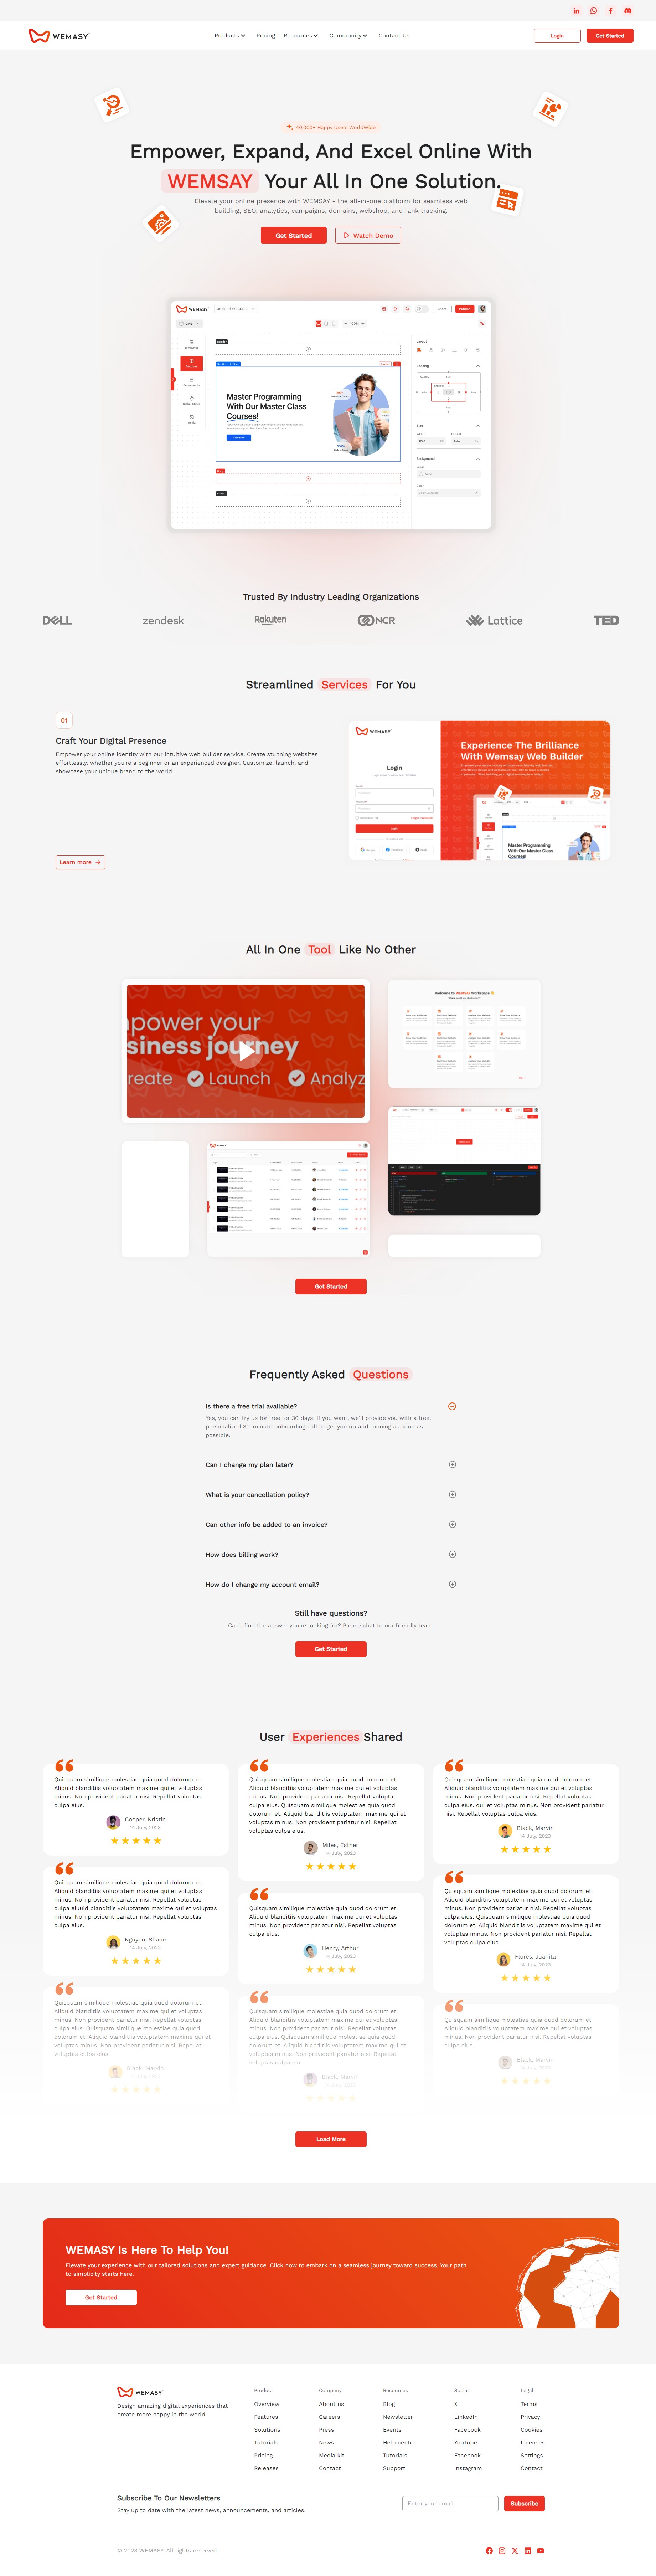 WEMASY
Products
Pricing
Resources
Community
Contact Us
Login
Get Started
40,000+ Happy Users WorldWide
Empower, Expand, And Excel Online With
WEMSAY Your All In One Solution.
Elevate your online presence with WEMSAY - the all-in-one platform for seamless web
building, SEO, analytics, campaigns, domains, webshop, and rank tracking.
Get Started
Watch Demo
WEMASY
Master Programming
With Our Master Class
Courses!
Trusted By Industry Leading Organizations
DELL
zendesk
Rakuten
NCR
Lattice
TED
Streamlined Services For You
01
Craft Your Digital Presence
Empower your online identity with our intuitive web builder service. Create stunning websites
effortlessly, whether you're a beginner or an experienced designer. Customize, launch, and
showcase your unique brand to the world.
Learn more
WEMASY
Login
Login
Experience The Brilliance
With Wemsay Web Builder
Master Programming
With Our Master Class
Courses!
All In One Tool Like No Other
mpower your
siness journey
reate
Launch
Analyz
Welcome to WEMSAY Workspace
Get Started
Frequently Asked Questions
Is there a free trial available?
Yes, you can try us for free for 30 days. If you want, we'll provide you with a free,
personalized 30-minute onboarding call to get you up and running as soon as
possible.
Can I change my plan later?
What is your cancellation policy?
Can other info be added to an invoice?
How does billing work?
How do I change my account email?
Still have questions?
Can't find the answer you're looking for? Please chat to our friendly team.
Get Started
User Experiences Shared
Quisquam similique molestiae quia quod dolorum et.
Aliquid blanditiis voluptatem maxime qui et voluptas
minus. Non provident pariatur nisi. Repellat voluptas
culpa eius.
Cooper, Kristin
14 July, 2023
Quisquam similique molestiae quia quod dolorum et.
Aliquid blanditiis voluptatem maxime qui et voluptas
minus. Non provident pariatur nisi. Repellat voluptas
culpa eiuuid blanditiis voluptatem maxime qui et voluptas
minus. Non provident pariatur nisi. Repellat voluptas
culpa eius.
Nguyen, Shane
14 July, 2023
Quisquam similique molestiae quia quod dolorum et.
Aliquid blanditiis voluptatem maxime qui et voluptas
minus. Non provident pariatur nisi. Repellat voluptas
culpa eius. Quisquam similique molestiae quia quod
dolorum et. Aliquid blanditiis voluptatem maxime qui et
voluptas minus. Non provident pariatur nisi. Repellat
voluptas culpa eius.
Black, Marvin
14 July, 2023
Quisquam similique molestiae quia quod dolorum et.
Aliquid blanditiis voluptatem maxime qui et voluptas
minus. Non provident pariatur nisi. Repellat voluptas
culpa eius. Quisquam similique molestiae quia quod
dolorum et. Aliquid blanditiis voluptatem maxime qui et
voluptas minus. Non provident pariatur nisi. Repellat
voluptas culpa eius.
Miles, Esther
14 July, 2023
Quisquam similique molestiae quia quod dolorum et.
Aliquid blanditiis voluptatem maxime qui et voluptas
minus. Non provident pariatur nisi. Repellat voluptas
culpa eius.
Henry, Arthur
14 July, 2023
Quisquam similique molestiae quia quod dolorum et.
Aliquid blanditiis voluptatem maxime qui et voluptas
minus. Non provident pariatur nisi. Repellat voluptas
culpa eius. Quisquam similique molestiae quia quod
dolorum et. Aliquid blanditiis voluptatem maxime qui et
voluptas minus. Non provident pariatur nisi. Repellat
voluptas culpa eius.
Black, Marvin
14 July, 2023
Quisquam similique molestiae quia quod dolorum et.
Aliquid blanditiis voluptatem maxime qui et voluptas
minus. Non provident pariatur nisi. Repellat voluptas
culpa eius. qui et voluptas minus. Non provident pariatur
nisi. Repellat voluptas culpa eius.
Black, Marvin
14 July, 2023
Quisquam similique molestiae quia quod dolorum et.
Aliquid blanditiis voluptatem maxime qui et voluptas
minus. Non provident pariatur nisi. Repellat voluptas
culpa eius. Quisquam similique molestiae quia quod
dolorum et. Aliquid blanditiis voluptatem maxime qui et
voluptas minus. Non provident pariatur nisi. Repellat
voluptas culpa eius.
Flores, Juanita
14 July, 2023
Quisquam similique molestiae quia quod dolorum et.
Aliquid blanditiis voluptatem maxime qui et voluptas
minus. Non provident pariatur nisi. Repellat voluptas
culpa eius.
Black, Marvin
14 July, 2023
Load More
WEMASY Is Here To Help You!
Elevate your experience with our tailored solutions and expert guidance. Click now to embark on a seamless journey toward success. Your path
to simplicity starts here.
Get Started
WEMASY
Design amazing digital experiences that
create more happy in the world.
Product
Overview
Features
Solutions
Tutorials
Pricing
Releases
Company
About us
Careers
Press
News
Media kit
Contact
Resources
Blog
Newsletter
Events
Help centre
Tutorials
Support
Social
X
LinkedIn
Facebook
YouTube
Facebook
Instagram
Legal
Terms
Privacy
Cookies
Licenses
Settings
Contact
Subscribe To Our Newsletters
Stay up to date with the latest news, announcements, and articles.
Enter your email
Subscribe
© 2023 WEMASY. All rights reserved.